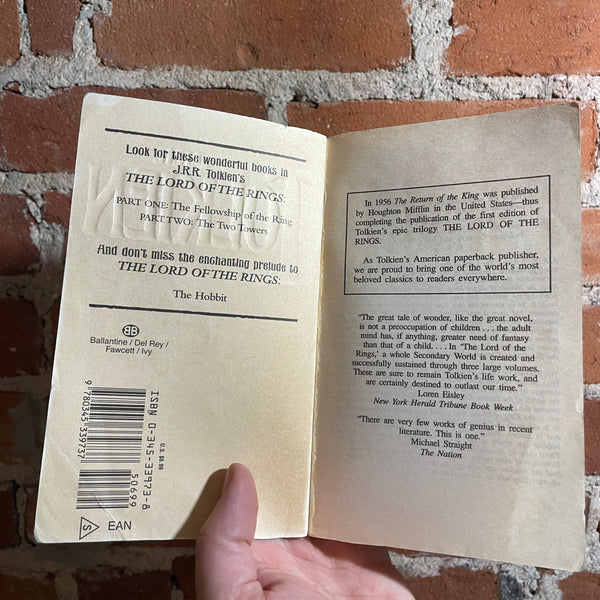 Look for these wonderful books in
J.R.R. Tolkien's
THE LORD OF THE RINGS:
PART ONE: The Fellowship of the Ring
PART TWO: The Two Towers
And don't miss the enchanting prelude to
THE LORD OF THE RINGS:
The Hobbit
BB
Ballantine / Del Rey /
Fawcett / Ivy
9 780345 339737
ISBN 0-345-33973-8
U.S. $6.99
50699
S EAN
In 1956 The Return of the King was published
by Houghton Mifflin in the United States—thus
completing the publication of the first edition of
Tolkien's epic trilogy THE LORD OF THE
RINGS.
As Tolkien's American paperback publisher,
we are proud to bring one of the world's most
beloved classics to readers everywhere.
"The great tale of wonder, like the great novel,
is not a preoccupation of children . . . the adult
mind has, if anything, greater need of fantasy
than that of a child. . . . In 'The Lord of the
Rings,' a whole Secondary World is created and
successfully sustained through three large volumes.
These are sure to remain Tolkien's life work, and
are certainly destined to outlast our time."
Loren Eisley
New York Herald Tribune Book Week
"There are very few works of genius in recent
literature. This is one."
Michael Straight
The Nation